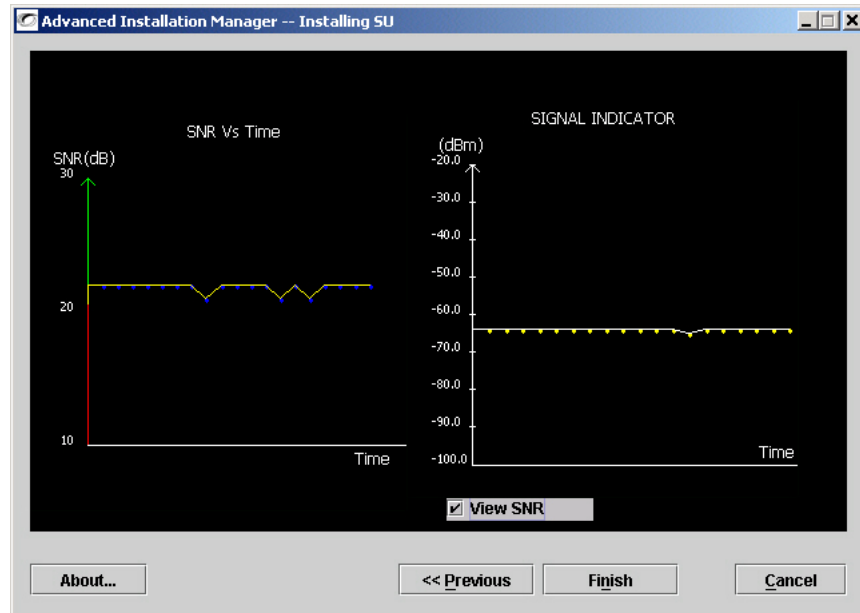 Advanced Installation Manager -- Installing SU
SNR Vs Time
SNR(dB)
30
20
10
Time
SIGNAL INDICATOR
(dBm)
-20.0
-30.0
-40.0
-50.0
-60.0
-70.0
-80.0
-90.0
-100.0
Time
View SNR
About...
<< Previous
Finish
Cancel